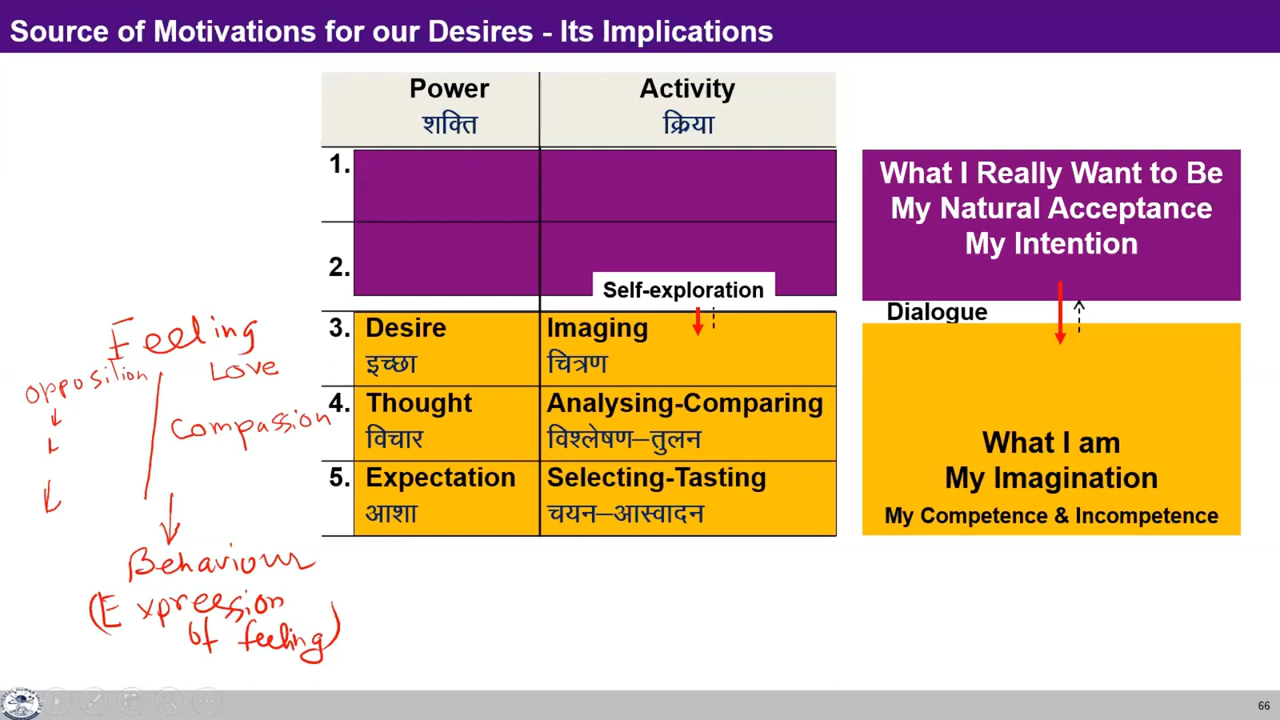 Source of Motivations for our Desires - Its Implications
Power
शक्ति
Activity
क्रिया
1.
2.
Self-exploration
3. Desire
इच्छा
Imaging
चित्रण
4. Thought
विचार
Analysing-Comparing
विश्लेषण–तुलन
5. Expectation
आशा
Selecting-Tasting
चयन–आस्वादन
What I Really Want to Be
My Natural Acceptance
My Intention
Dialogue
What I am
My Imagination
My Competence & Incompetence
Feeling
opposition
Love
Compassion
Behaviour
(Expression
of feeling)
66